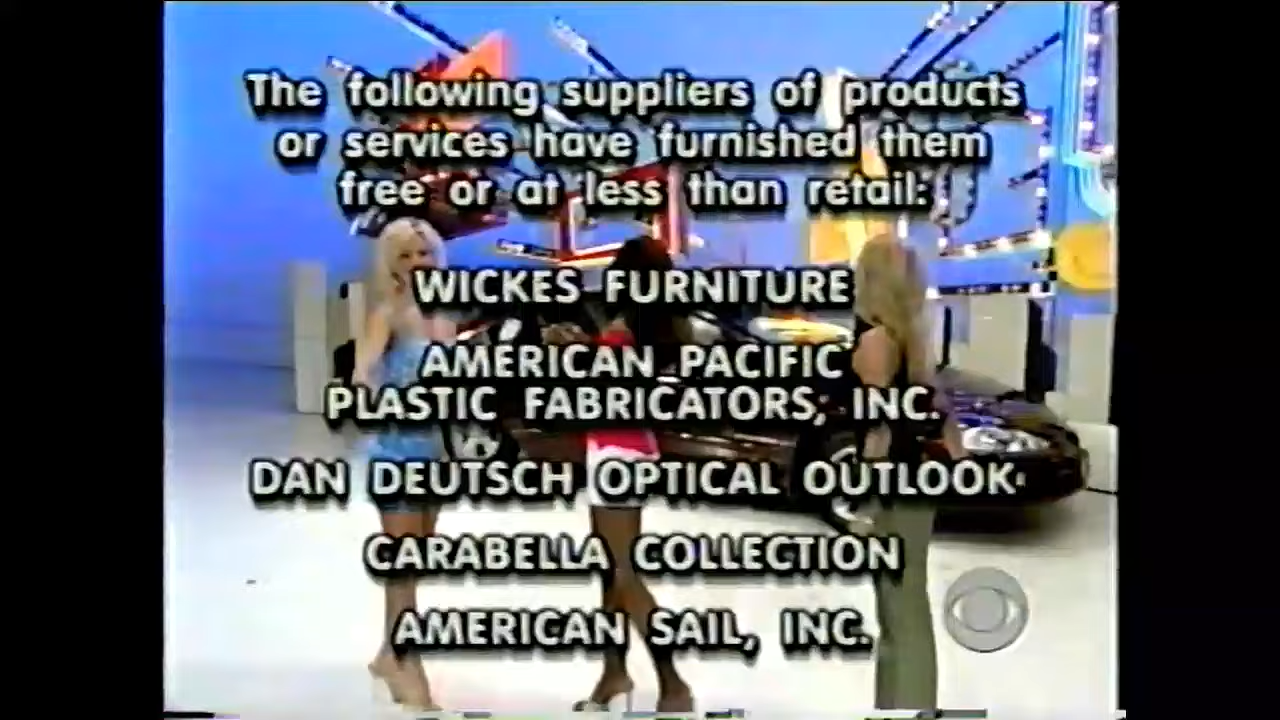 The following suppliers of products
or services have furnished them
free or at less than retail:
WICKES FURNITURE
AMERICAN PACIFIC
PLASTIC FABRICATORS, INC.
DAN DEUTSCH OPTICAL OUTLOOK
CARABELLA COLLECTION
AMERICAN SAIL, INC.